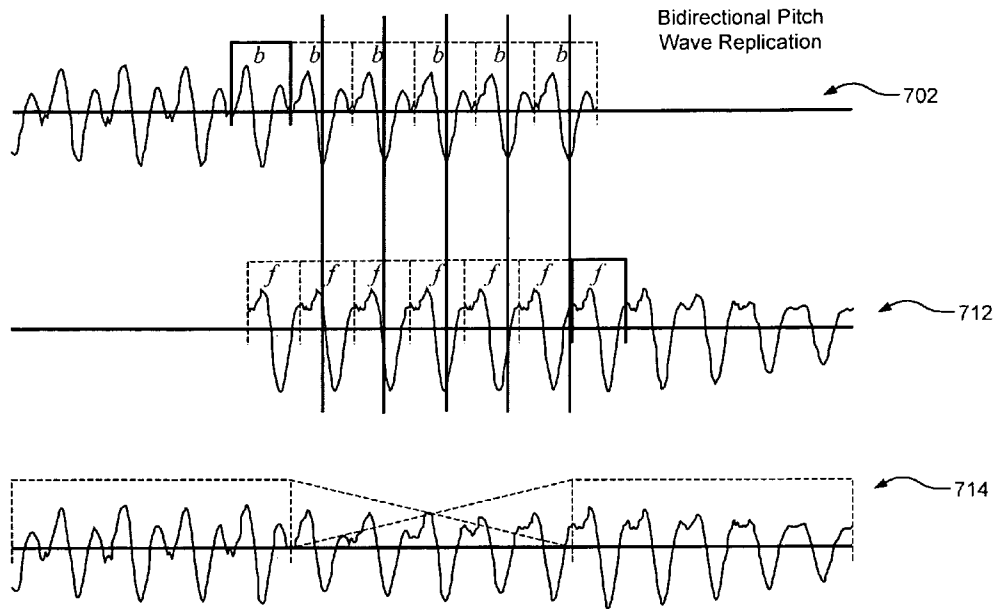 Bidirectional Pitch
Wave Replication
b b b b b b
702
f f f f f f f
712
714